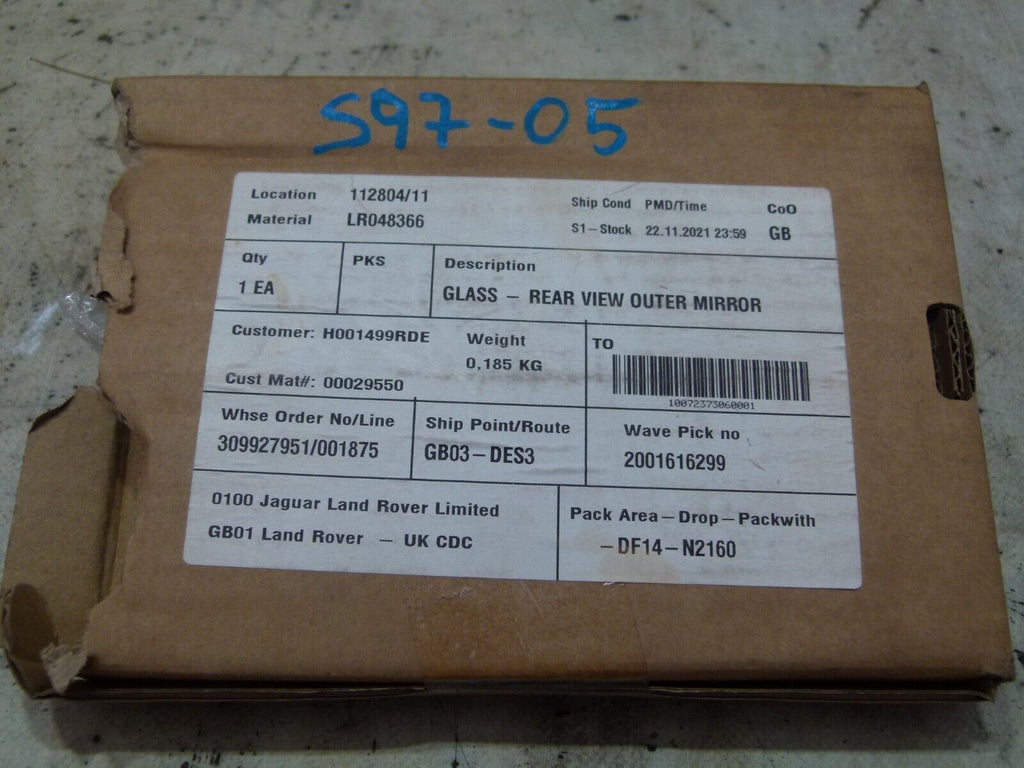 S97-05
Location 112804/11
Material LR048366
Ship Cond PMD/Time CoO
S1-Stock 22.11.2021 23:59 GB
Qty
1 EA
PKS
Description
GLASS - REAR VIEW OUTER MIRROR
Customer: H001499RDE
Cust Mat#: 00029550
Weight
0,185 KG
TO
10072373060001
Whse Order No/Line
309927951/001875
Ship Point/Route
GB03-DES3
Wave Pick no
2001616299
0100 Jaguar Land Rover Limited
GB01 Land Rover - UK CDC
Pack Area-Drop-Packwith
-DF14-N2160